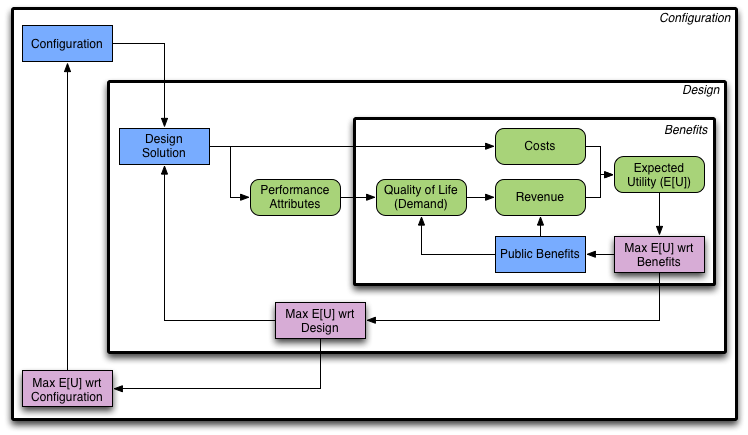 Configuration
Configuration
Design
Benefits
Design
Solution
Costs
Expected
Utility (E[U])
Performance
Attributes
Quality of Life
(Demand)
Revenue
Public Benefits
Max E[U] wrt
Benefits
Max E[U] wrt
Design
Max E[U] wrt
Configuration